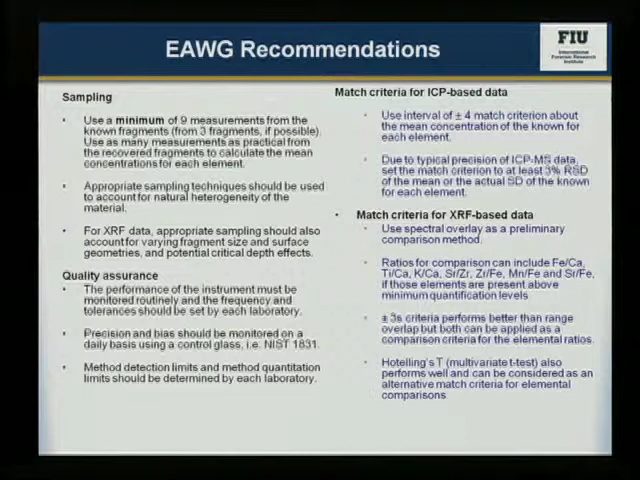 EAWG Recommendations
FIU
International
Forensic Research
Institute
Sampling
• Use a minimum of 9 measurements from the
known fragments (from 3 fragments, if possible).
Use as many measurements as practical from
the recovered fragments to calculate the mean
concentrations for each element.
• Appropriate sampling techniques should be used
to account for natural heterogeneity of the
material.
• For XRF data, appropriate sampling should also
account for varying fragment size and surface
geometries, and potential critical depth effects.
Quality assurance
• The performance of the instrument must be
monitored routinely and the frequency and
tolerances should be set by each laboratory.
• Precision and bias should be monitored on a
daily basis using a control glass, i.e. NIST 1831.
• Method detection limits and method quantitation
limits should be determined by each laboratory.
Match criteria for ICP-based data
• Use interval of ± 4 match criterion about
the mean concentration of the known for
each element.
• Due to typical precision of ICP-MS data,
set the match criterion to at least 3% RSD
of the mean or the actual SD of the known
for each element.
• Match criteria for XRF-based data
• Use spectral overlay as a preliminary
comparison method.
• Ratios for comparison can include Fe/Ca,
Ti/Ca, K/Ca, Sr/Zr, Zr/Fe, Mn/Fe and Sr/Fe,
if those elements are present above
minimum quantification levels
• ± 3s criteria performs better than range
overlap but both can be applied as a
comparison criteria for the elemental ratios.
• Hotelling's T (multivariate t-test) also
performs well and can be considered as an
alternative match criteria for elemental
comparisons